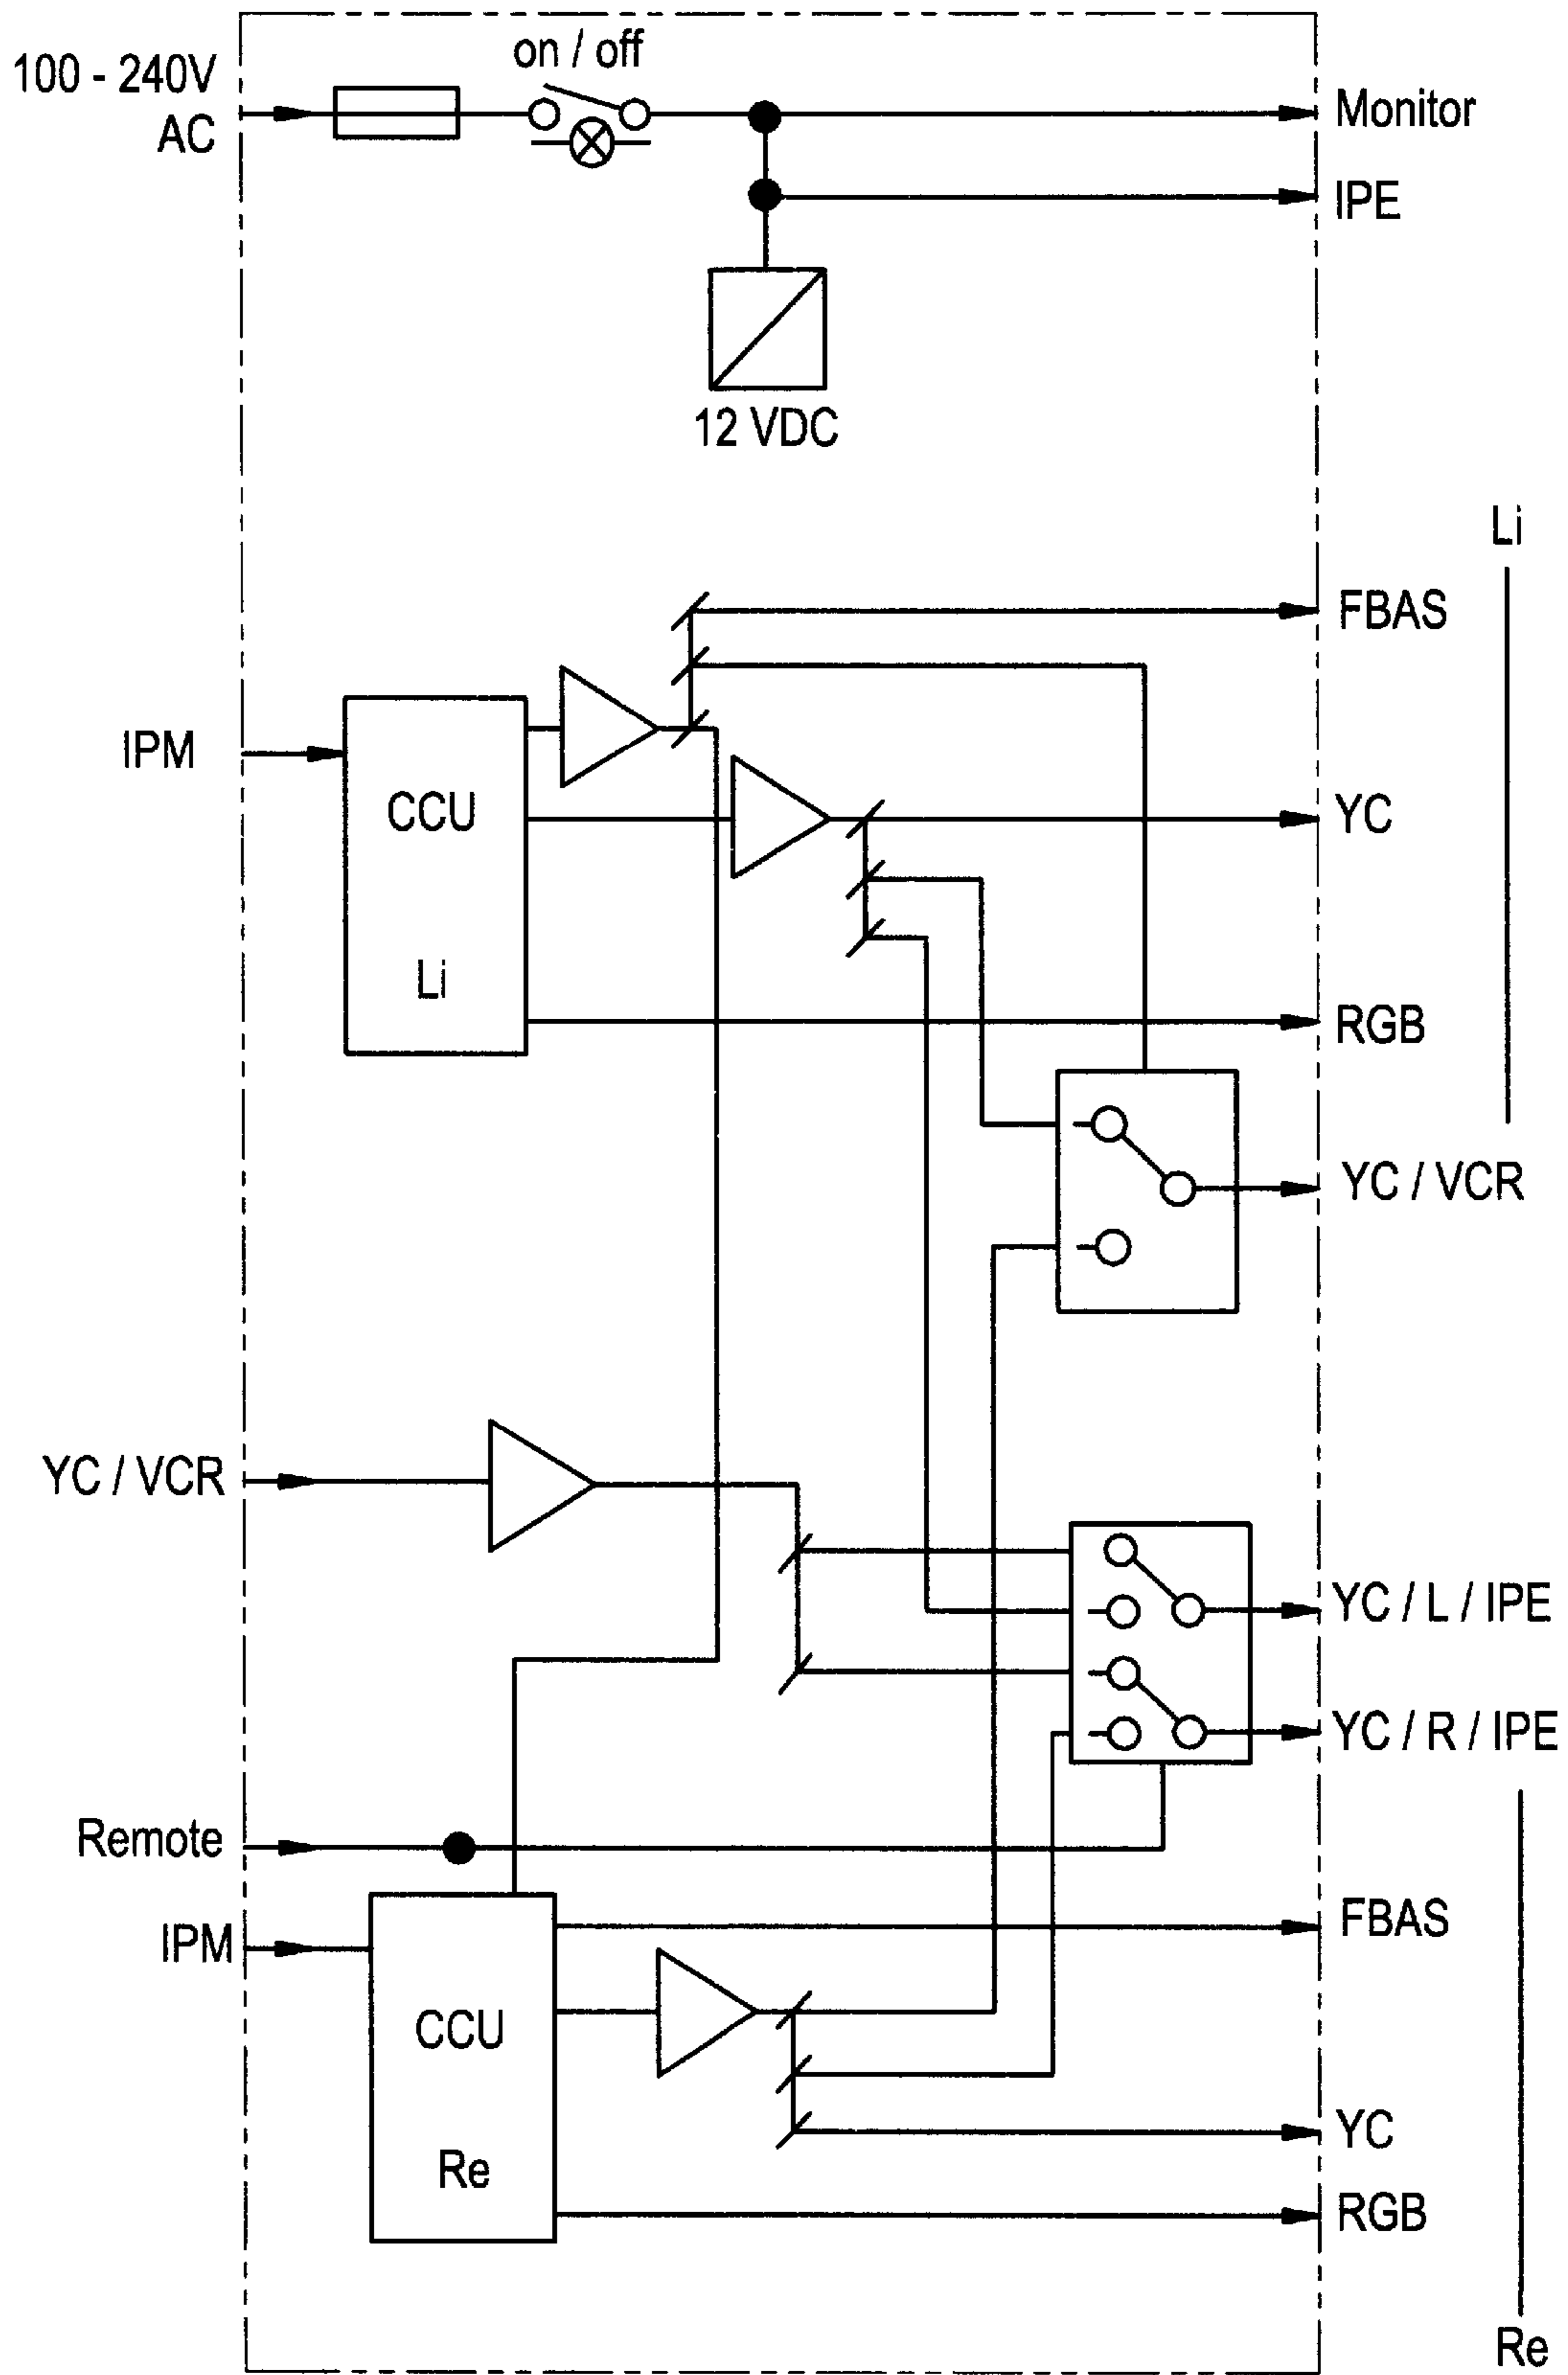 on / off
100 - 240V
AC
Monitor
IPE
12 VDC
Li
FBAS
IPM
CCU
Li
YC
RGB
YC / VCR
YC / VCR
YC / L / IPE
YC / R / IPE
Remote
IPM
FBAS
CCU
Re
YC
RGB
Re